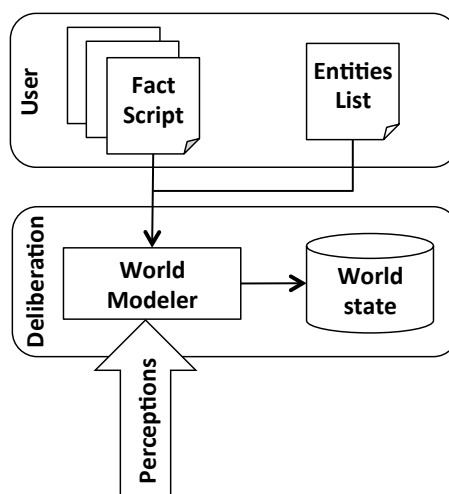 User
Fact
Script
Entities
List
Deliberation
World
Modeler
World
state
Perceptions